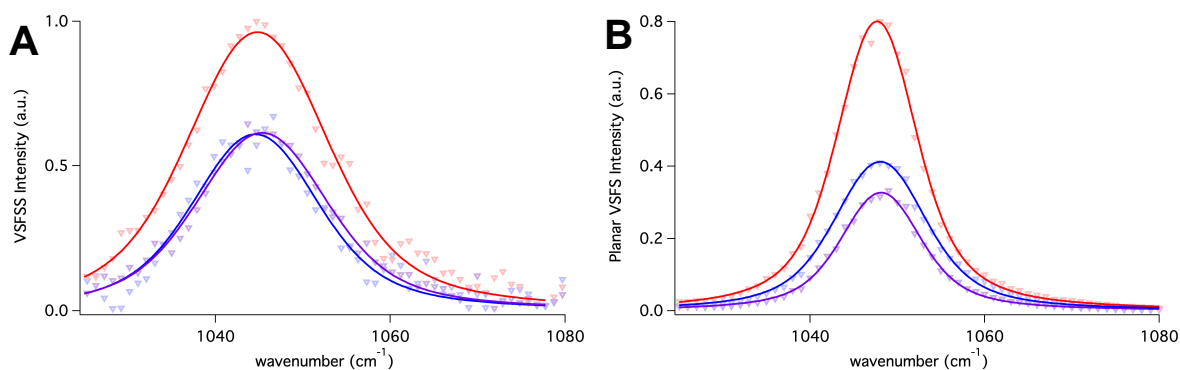 A
VSFSS Intensity (a.u.)
1.0
0.5
0.0
1040
1060
1080
wavenumber (cm-1)
B
Planar VSFS Intensity (a.u.)
0.8
0.6
0.4
0.2
0.0
1040
1060
1080
wavenumber (cm-1)